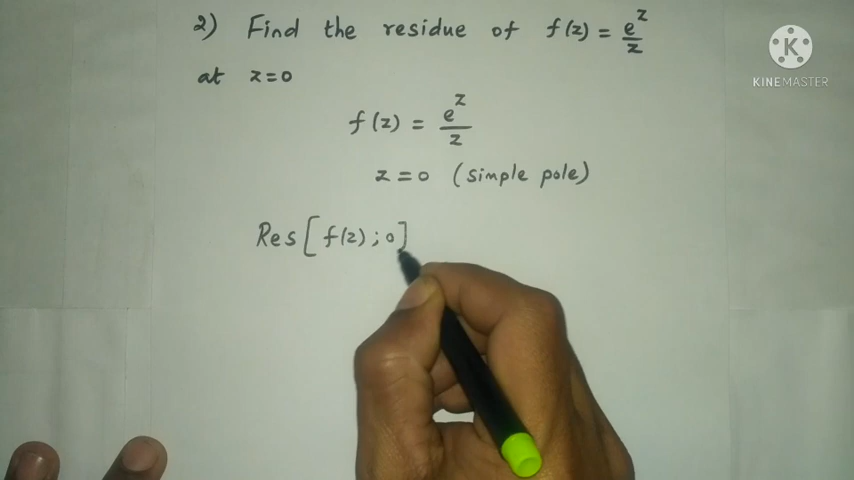 2) Find the residue of f(z) = e^z/z
at z=0
f(z) = e^z/z
z=0 (simple pole)
Res[f(z);0]
K
KINEMASTER